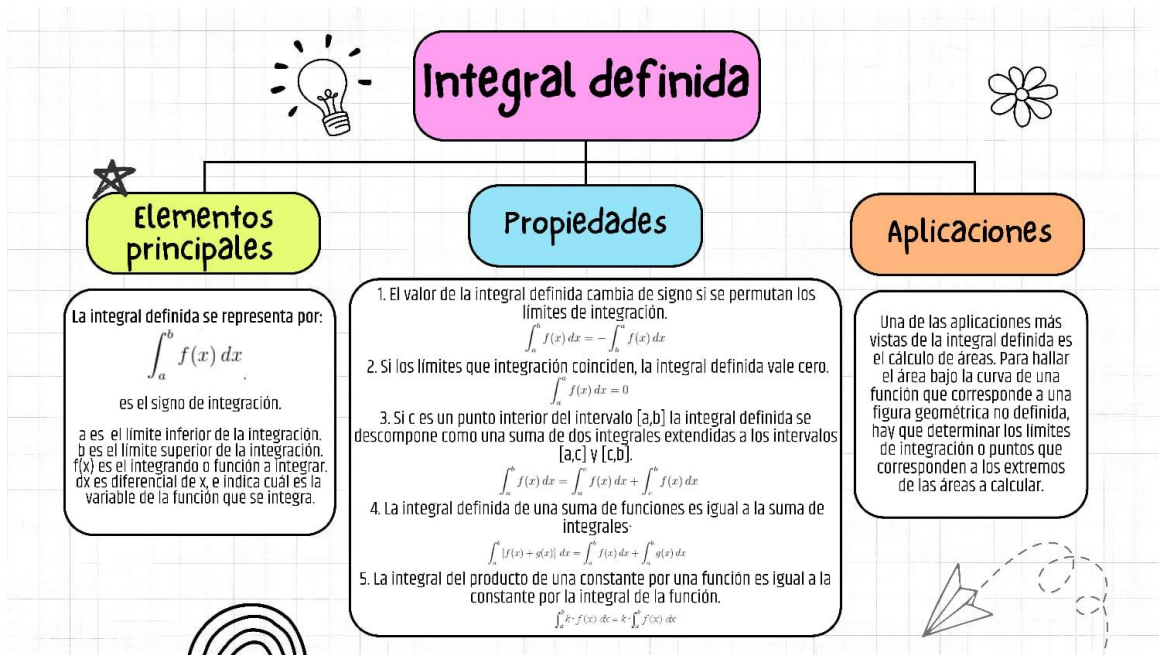 Integral definida
Elementos
principales
La integral definida se representa por:
∫_a^b f(x) dx
.
es el signo de integración.
a es el límite inferior de la integración.
b es el límite superior de la integración.
f(x) es el integrando o función a integrar.
dx es diferencial de x, e indica cuál es la
variable de la función que se integra.
Propiedades
1. El valor de la integral definida cambia de signo si se permutan los
límites de integración.
∫_a^b f(x) dx = - ∫_b^a f(x) dx
2. Si los límites que integración coinciden, la integral definida vale cero.
∫_a^a f(x) dx = 0
3. Si c es un punto interior del intervalo [a,b] la integral definida se
descompone como una suma de dos integrales extendidas a los intervalos
[a,c] y [c,b].
∫_a^b f(x) dx = ∫_a^c f(x) dx + ∫_c^b f(x) dx
4. La integral definida de una suma de funciones es igual a la suma de
integrales·
∫_a^b [f(x) + g(x)] dx = ∫_a^b f(x) dx + ∫_a^b g(x) dx
5. La integral del producto de una constante por una función es igual a la
constante por la integral de la función.
∫_a^b k · f(x) dx = k · ∫_a^b f(x) dx
Aplicaciones
Una de las aplicaciones más
vistas de la integral definida es
el cálculo de áreas. Para hallar
el área bajo la curva de una
función que corresponde a una
figura geométrica no definida,
hay que determinar los límites
de integración o puntos que
corresponden a los extremos
de las áreas a calcular.